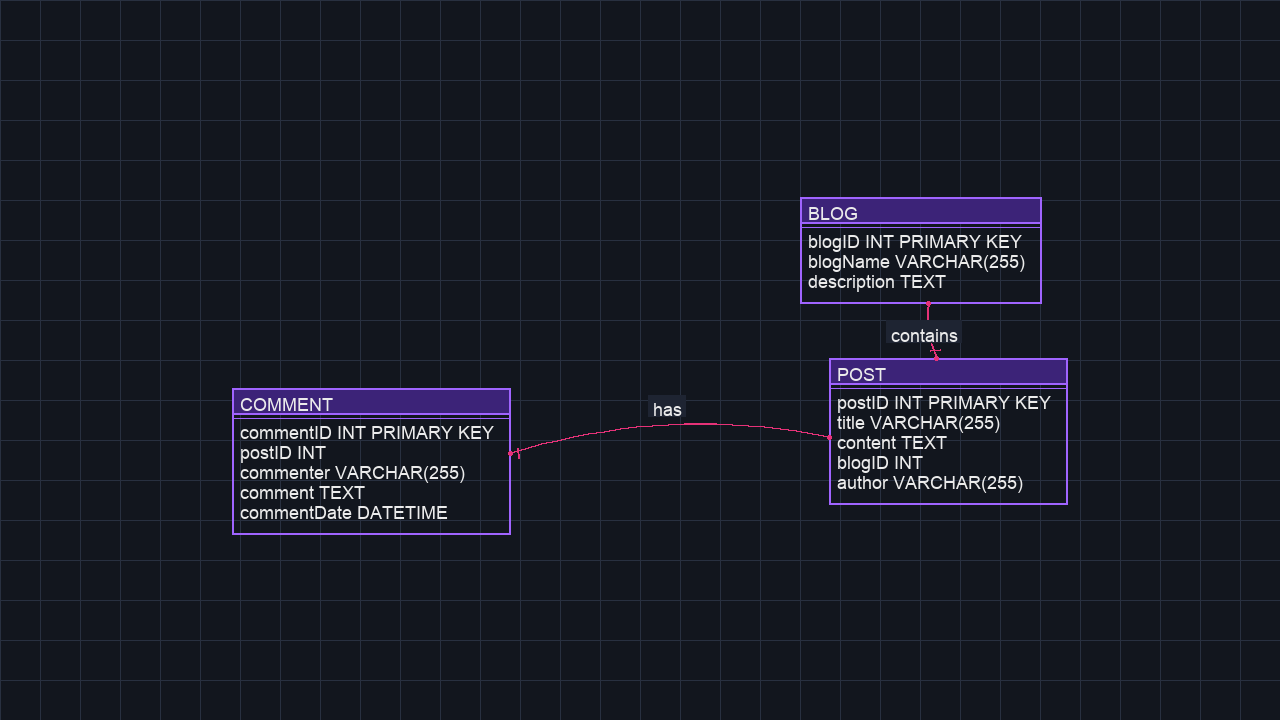 BLOG
blogID INT PRIMARY KEY
blogName VARCHAR(255)
description TEXT
contains
POST
postID INT PRIMARY KEY
title VARCHAR(255)
content TEXT
blogID INT
author VARCHAR(255)
has
COMMENT
commentID INT PRIMARY KEY
postID INT
commenter VARCHAR(255)
comment TEXT
commentDate DATETIME